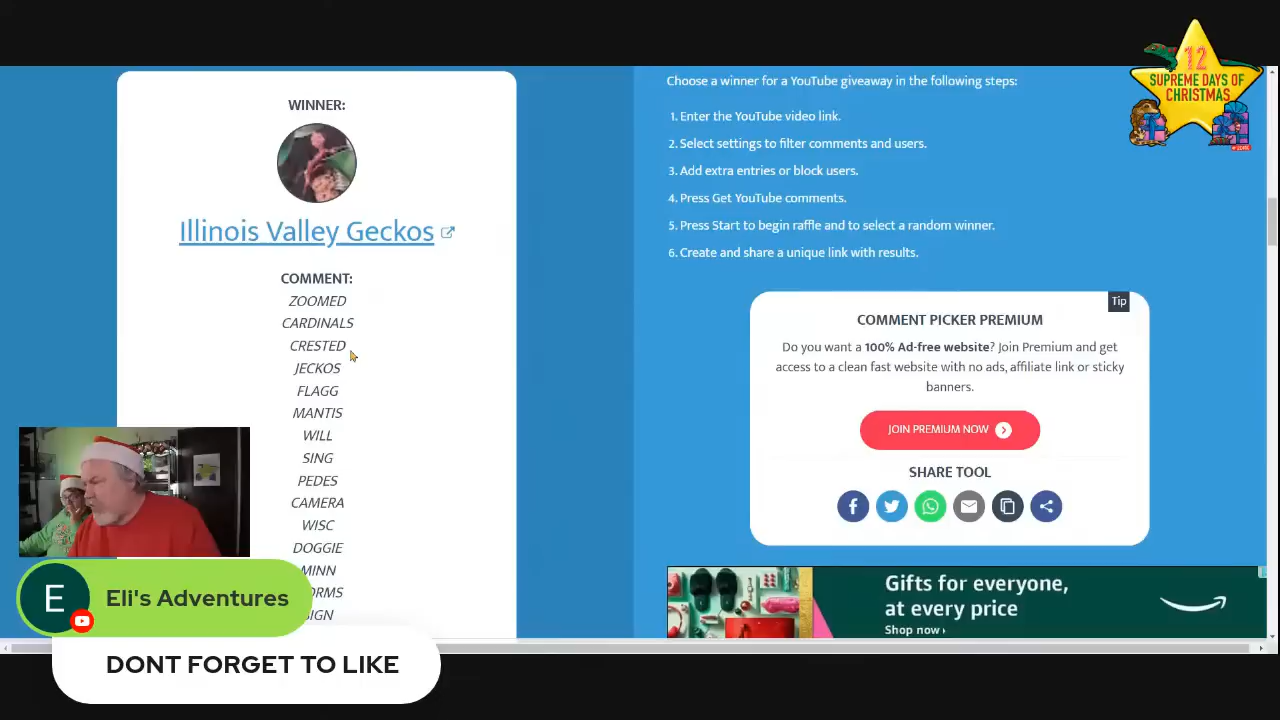 WINNER:
Illinois Valley Geckos
COMMENT:
ZOOMED
CARDINALS
CRESTED
JECKOS
FLAGG
MANTIS
WILL
SING
PEDES
CAMERA
WISC
DOGGIE
MINN
ORMS
IGN
E
Eli's Adventures
DONT FORGET TO LIKE
Choose a winner for a YouTube giveaway in the following steps:
1. Enter the YouTube video link.
2. Select settings to filter comments and users.
3. Add extra entries or block users.
4. Press Get YouTube comments.
5. Press Start to begin raffle and to select a random winner.
6. Create and share a unique link with results.
Tip
COMMENT PICKER PREMIUM
Do you want a 100% Ad-free website? Join Premium and get
access to a clean fast website with no ads, affiliate link or sticky
banners.
JOIN PREMIUM NOW
SHARE TOOL
Gifts for everyone,
at every price
Shop now
12
SUPREME DAYS OF
CHRISTMAS